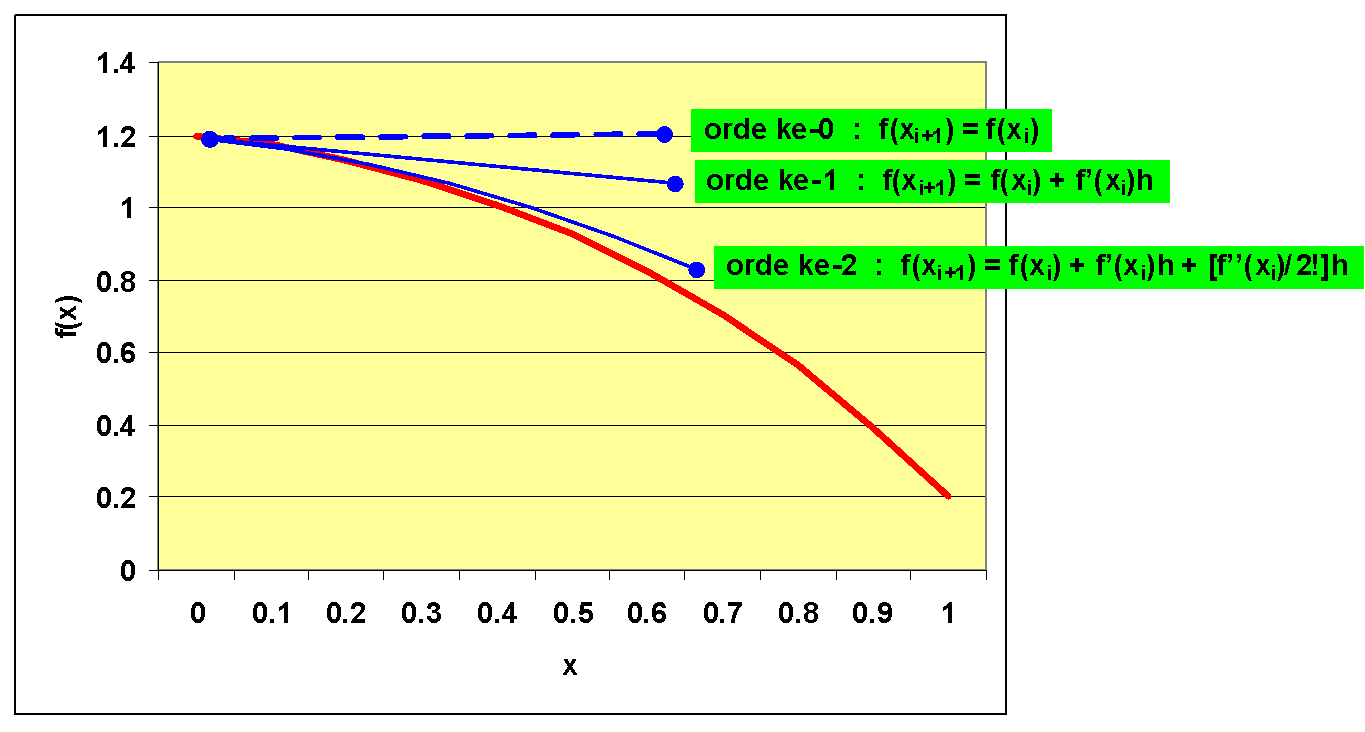 1.4
orde ke-0 : f(xᵢ₊₁) = f(xᵢ)
1.2
orde ke-1 : f(xᵢ₊₁) = f(xᵢ) + f’(xᵢ)h
1
orde ke-2 : f(xᵢ₊₁) = f(xᵢ) + f’(xᵢ)h + [f’’(xᵢ)/2!]h
0.8
f(x)
0.6
0.4
0.2
0
0 0.1 0.2 0.3 0.4 0.5 0.6 0.7 0.8 0.9 1
x